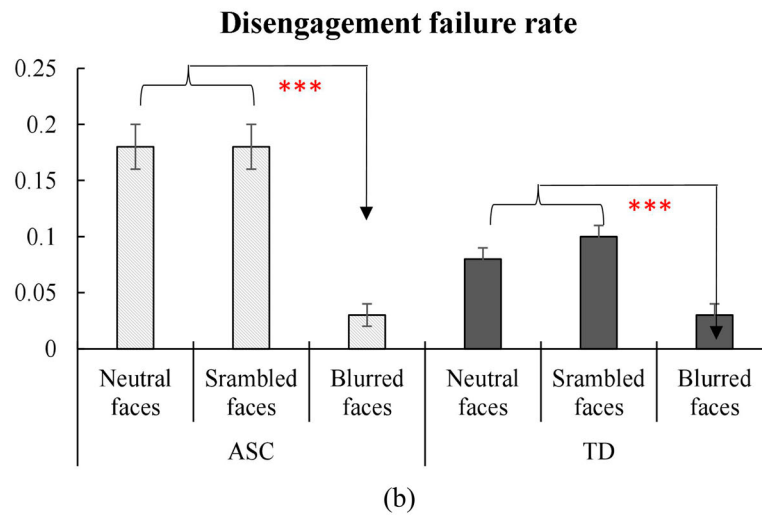 Disengagement failure rate
0.25
***
0.2
0.15
***
0.1
0.05
0
Neutral faces
Srambled faces
Blurred faces
Neutral faces
Srambled faces
Blurred faces
ASC
TD
(b)